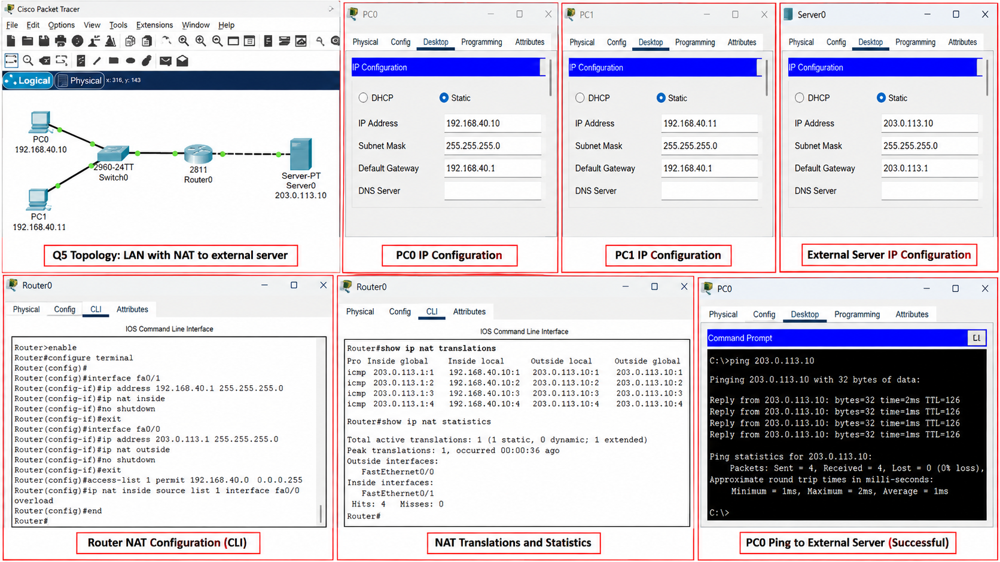 Cisco Packet Tracer
File Edit Options View Tools Extensions Window Help
Logical Physical x: 316, y: 143
PC0
192.168.40.10
2960-24TT
Switch0
2811
Router0
Server-PT
Server0
203.0.113.10
PC1
192.168.40.11
Q5 Topology: LAN with NAT to external server
PC0
Physical Config Desktop Programming Attributes
IP Configuration
DHCP Static
IP Address 192.168.40.10
Subnet Mask 255.255.255.0
Default Gateway 192.168.40.1
DNS Server
PC0 IP Configuration
PC1
Physical Config Desktop Programming Attributes
IP Configuration
DHCP Static
IP Address 192.168.40.11
Subnet Mask 255.255.255.0
Default Gateway 192.168.40.1
DNS Server
PC1 IP Configuration
Server0
Physical Config Desktop Programming Attributes
IP Configuration
DHCP Static
IP Address 203.0.113.10
Subnet Mask 255.255.255.0
Default Gateway 203.0.113.1
DNS Server
External Server IP Configuration
Router0
Physical Config CLI Attributes
IOS Command Line Interface
Router>enable
Router#configure terminal
Router(config)#
Router(config)#interface fa0/1
Router(config-if)#ip address 192.168.40.1 255.255.255.0
Router(config-if)#ip nat inside
Router(config-if)#no shutdown
Router(config-if)#exit
Router(config)#interface fa0/0
Router(config-if)#ip address 203.0.113.1 255.255.255.0
Router(config-if)#ip nat outside
Router(config-if)#no shutdown
Router(config-if)#exit
Router(config)#access-list 1 permit 192.168.40.0 0.0.0.255
Router(config)#ip nat inside source list 1 interface fa0/0
overload
Router(config)#end
Router#
Router NAT Configuration (CLI)
Router0
Physical Config CLI Attributes
IOS Command Line Interface
Router#show ip nat translations
Pro Inside global Inside local Outside local Outside global
icmp 203.0.113.1:1 192.168.40.10:1 203.0.113.10:1 203.0.113.10:1
icmp 203.0.113.1:2 192.168.40.10:2 203.0.113.10:2 203.0.113.10:2
icmp 203.0.113.1:3 192.168.40.10:3 203.0.113.10:3 203.0.113.10:3
icmp 203.0.113.1:4 192.168.40.10:4 203.0.113.10:4 203.0.113.10:4
Router#show ip nat statistics
Total active translations: 1 (1 static, 0 dynamic; 1 extended)
Peak translations: 1, occurred 00:00:36 ago
Outside interfaces:
FastEthernet0/0
Inside interfaces:
FastEthernet0/1
Hits: 4 Misses: 0
Router#
NAT Translations and Statistics
PC0
Physical Config Desktop Programming Attributes
Command Prompt
C:\>ping 203.0.113.10
Pinging 203.0.113.10 with 32 bytes of data:
Reply from 203.0.113.10: bytes=32 time=2ms TTL=126
Reply from 203.0.113.10: bytes=32 time=1ms TTL=126
Reply from 203.0.113.10: bytes=32 time=1ms TTL=126
Reply from 203.0.113.10: bytes=32 time=1ms TTL=126
Ping statistics for 203.0.113.10:
Packets: Sent = 4, Received = 4, Lost = 0 (0% loss),
Approximate round trip times in milli-seconds:
Minimum = 1ms, Maximum = 2ms, Average = 1ms
C:\>
PC0 Ping to External Server (Successful)